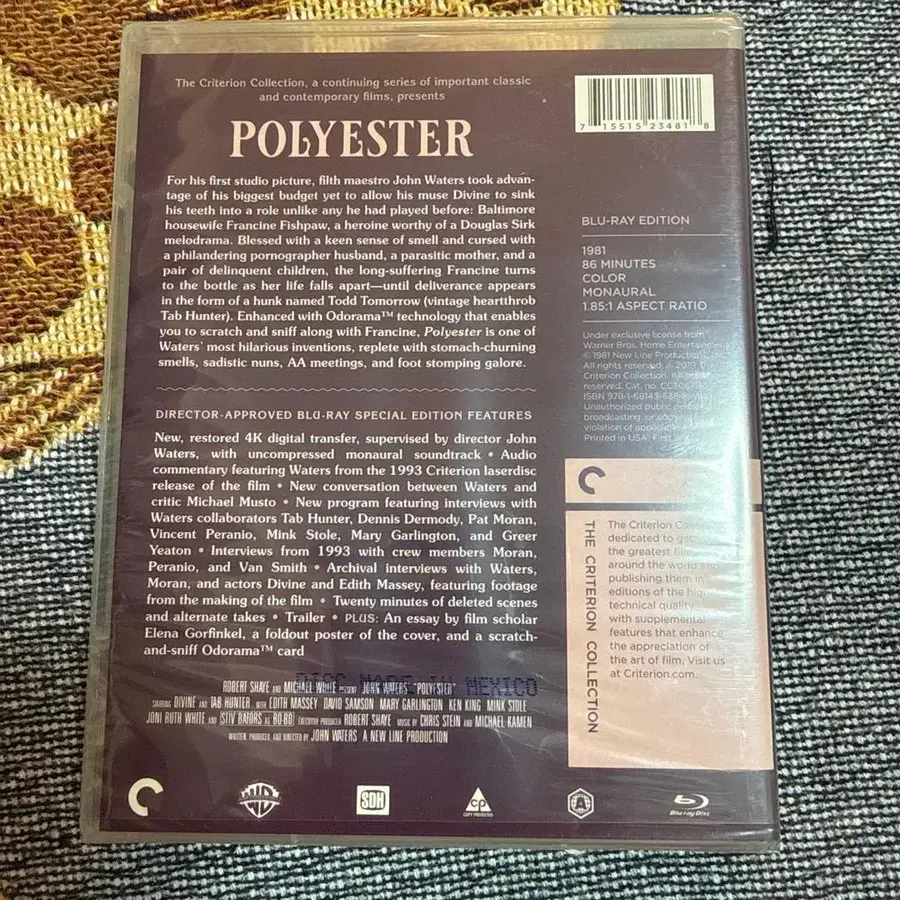 The Criterion Collection, a continuing series of important classic
and contemporary films, presents
POLYESTER
For his first studio picture, filth maestro John Waters took advan-
tage of his biggest budget yet to allow his muse Divine to sink
his teeth into a role unlike any he had played before: Baltimore
housewife Francine Fishpaw, a heroine worthy of a Douglas Sirk
melodrama. Blessed with a keen sense of smell and cursed with
a philandering pornographer husband, a parasitic mother, and a
pair of delinquent children, the long-suffering Francine turns
to the bottle as her life falls apart—until deliverance appears
in the form of a hunk named Todd Tomorrow (vintage heartthrob
Tab Hunter). Enhanced with Odorama™ technology that enables
you to scratch and sniff along with Francine, Polyester is one of
Waters' most hilarious inventions, replete with stomach-churning
smells, sadistic nuns, AA meetings, and foot stomping galore.
DIRECTOR-APPROVED BLU-RAY SPECIAL EDITION FEATURES
New, restored 4K digital transfer, supervised by director John
Waters, with uncompressed monaural soundtrack • Audio
commentary featuring Waters from the 1993 Criterion laserdisc
release of the film • New conversation between Waters and
critic Michael Musto • New program featuring interviews with
Waters collaborators Tab Hunter, Dennis Dermody, Pat Moran,
Vincent Peranio, Mink Stole, Mary Garlington, and Greer
Yeaton • Interviews from 1993 with crew members Moran,
Peranio, and Van Smith • Archival interviews with Waters,
Moran, and actors Divine and Edith Massey, featuring footage
from the making of the film • Twenty minutes of deleted scenes
and alternate takes • Trailer • PLUS: An essay by film scholar
Elena Gorfinkel, a foldout poster of the cover, and a scratch-
and-sniff Odorama™ card
DISC MADE IN MEXICO
ROBERT SHAYE AND MICHAEL WHITE PRESENT JOHN WATERS' "POLYESTER"
STARRING DIVINE AND TAB HUNTER WITH EDITH MASSEY DAVID SAMSON MARY GARLINGTON KEN KING MINK STOLE
JONI RUTH WHITE AND STIV BATORS AS BO-BO EXECUTIVE PRODUCER ROBERT SHAYE MUSIC BY CHRIS STEIN AND MICHAEL KAMEN
WRITTEN, PRODUCED, AND DIRECTED BY JOHN WATERS A NEW LINE PRODUCTION
7 15515 23481 8
BLU-RAY EDITION
1981
86 MINUTES
COLOR
MONAURAL
1.85:1 ASPECT RATIO
Under exclusive license from
Warner Bros. Home Entertainment
© 1981 New Line Productions, Inc.
All rights reserved. 2019
Criterion Collection. All
reserved. Cat. no.
ISBN 978-1-68143-
Unauthorized public
broadcasting, or
violation of applicable
Printed in USA. First
THE CRITERION COLLECTION
The Criterion Collection
dedicated to
the greatest films
around the world and
publishing them in
editions of the
technical quality,
with supplemental
features that enhance
the appreciation of
the art of film. Visit us
at Criterion.com.
WB
SDH
CP
COPY PROTECTED
A
Blu-ray Disc